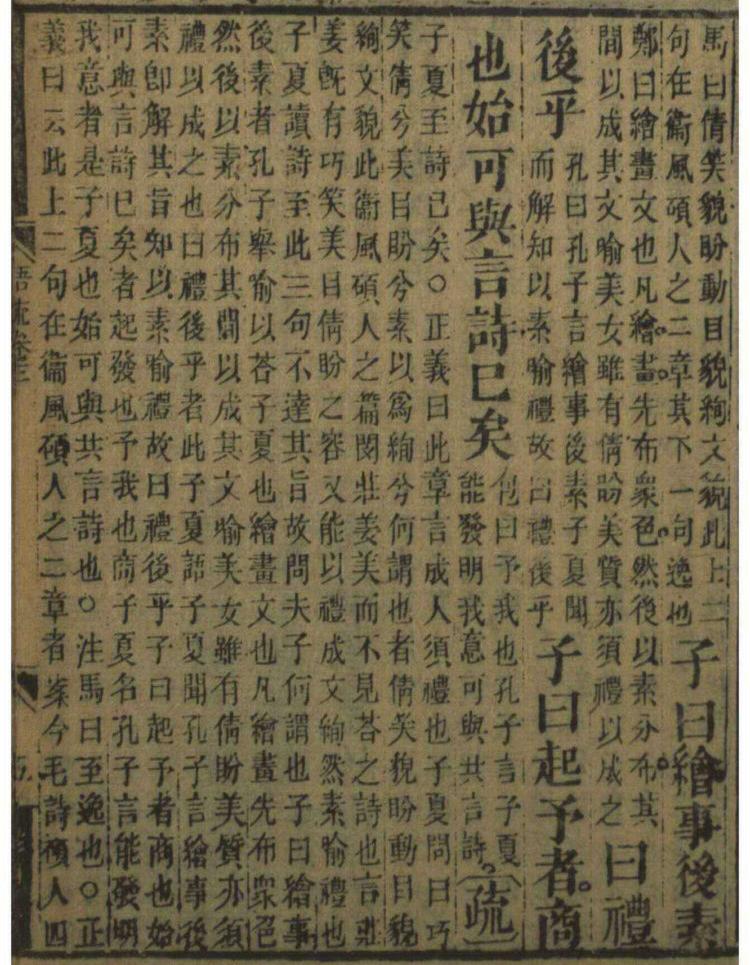 馬曰倩笑貌盼動目貌絢文貌此上二
句在衞風碩人之二章其下一句逸也
子曰繪事後素
鄭曰繪畫文也凡繪畫先布衆色然後以素分布其
間以成其文喻美女雖有倩盼美質亦須禮以成之
曰禮
後乎
孔曰孔子言繪事後素子夏聞
而解知以素喻禮故曰禮後乎
子曰起予者商
也始可與言詩已矣
包曰予我也孔子言子夏
能發明我意可與共言詩
疏
子夏至詩已矣○正義曰此章言成人須禮也子夏問曰巧
笑倩兮美目盼兮素以爲絢兮何謂也者倩笑貌盼動目貌
絢文貌此衞風碩人之篇閔莊姜美而不見荅之詩也言莊
姜旣有巧笑美目倩盼之容又能以禮成文絢然素喻禮也
子夏讀詩至此三句不達其旨故問夫子何謂也子曰繪事
後素者孔子舉喻以荅子夏也繪畫文也凡繪畫先布衆色
然後以素分布其間以成其文喻美女雖有倩盼美質亦須
禮以成之也曰禮後乎者此子夏語子夏聞孔子言繪事後
素卽解其旨知以素喻禮故曰禮後乎子曰起予者商也始
可與言詩已矣者起發也予我也商子夏名孔子言能發明
我意者是子夏也始可與共言詩也○注馬曰至逸也○正
義曰云此上二句在衞風碩人之二章者案今毛詩碩人四
語疏卷三
五